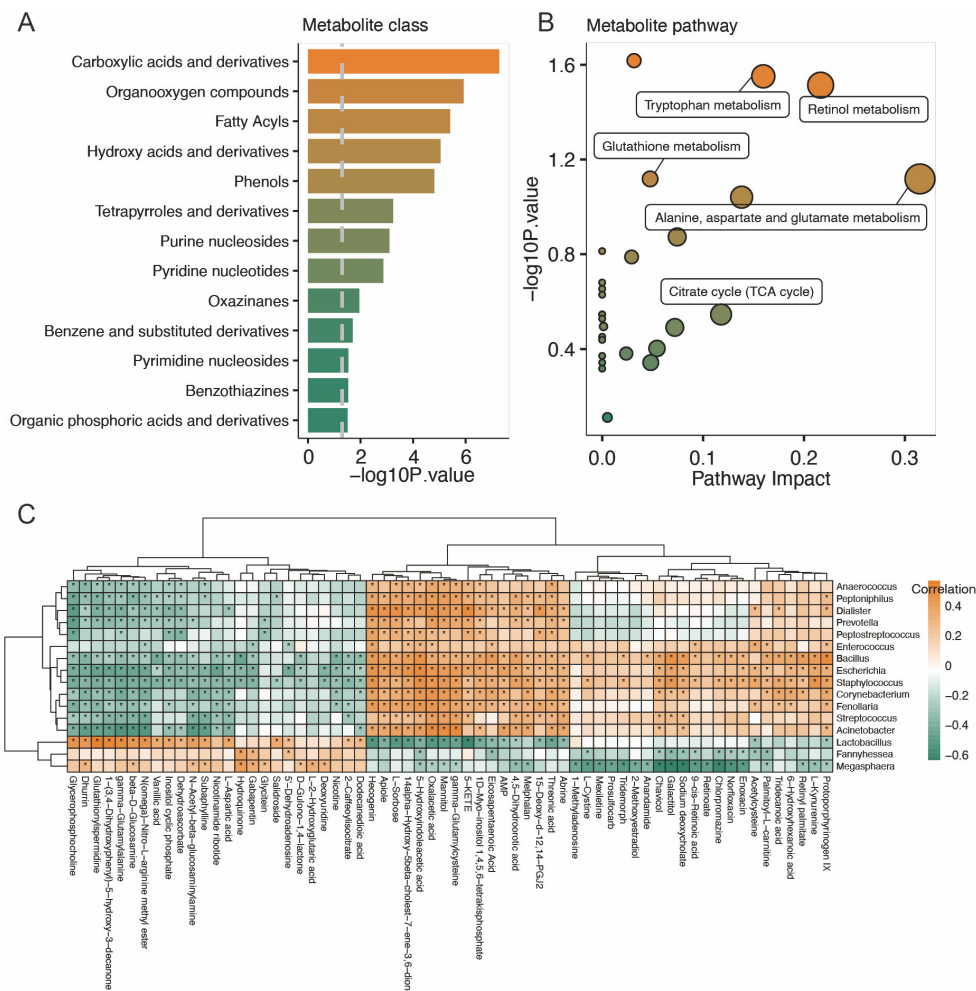 A
Metabolite class
Carboxylic acids and derivatives
Organooxygen compounds
Fatty Acyls
Hydroxy acids and derivatives
Phenols
Tetrapyrroles and derivatives
Purine nucleosides
Pyridine nucleotides
Oxazinanes
Benzene and substituted derivatives
Pyrimidine nucleosides
Benzothiazines
Organic phosphoric acids and derivatives
0 2 4 6
−log10P.value
B
Metabolite pathway
−log10P.value
1.6
1.2
0.8
0.4
Tryptophan metabolism
Retinol metabolism
Glutathione metabolism
Alanine, aspartate and glutamate metabolism
Citrate cycle (TCA cycle)
0.0 0.1 0.2 0.3
Pathway Impact
C
Anaerococcus
Peptoniphilus
Dialister
Prevotella
Peptostreptococcus
Enterococcus
Bacillus
Escherichia
Staphylococcus
Corynebacterium
Fenollaria
Streptococcus
Acinetobacter
Lactobacillus
Fannyhessea
Megasphaera
Correlation
0.4
0.2
0
−0.2
−0.4
−0.6
Glycerophosphocholine
Dhurrin
Glutathionylspermidine
1−(3,4−Dihydroxyphenyl)−5−hydroxy−3−decanone
gamma−Glutamylalanine
beta−D−Glucosamine
N(omega)−Nitro−L−arginine methyl ester
Vanillic acid
Inositol cyclic phosphate
Dehydroascorbate
N−Acetyl−beta−glucosaminylamine
Subaphylline
Nicotinamide ribotide
L−Aspartic acid
Hydroquinone
Gabapentin
Glycitein
Salidroside
5'−Dehydroadenosine
D−Gulono−1,4−lactone
L−2−Hydroxyglutaric acid
Deoxyuridine
Nicotine
2−Caffeoylisocitrate
Dodecanedioic acid
Hecogenin
Apiole
L−Sorbose
14alpha−Hydroxy−5beta−cholest−7−ene−3,6−dion
5−Hydroxyindoleacetic acid
Oxalacetic acid
Mannitol
gamma−Glutamylcysteine
5−KETE
1D−Myo−inositol 1,4,5,6−tetrakisphosphate
Eicosapentaenoic Acid
AMP
4,5−Dihydroorotic acid
Melphalan
15−Deoxy−d−12,14−PGJ2
Threonic acid
Abrine
1−Methyladenosine
L−Lysine
Mexiletine
Prosulfocarb
Tridemorph
2−Methoxyestradiol
Anandamide
Chavicol
Galactitol
Sodium deoxycholate
9−cis−Retinoic acid
Retinoate
Chlorpromazine
Norfloxacin
Enoxacin
Acetylcysteine
Palmitoyl−L−carnitine
Tridecanoic acid
6−Hydroxyhexanoic acid
Retinyl palmitate
L−Kynurenine
Protoporphyrinogen IX